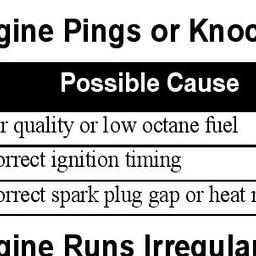 gine Pings or Knoc
Possible Cause
r quality or low octane fuel
orrect ignition timing
orrect spark plug gap or heat r
gine Runs Irregular